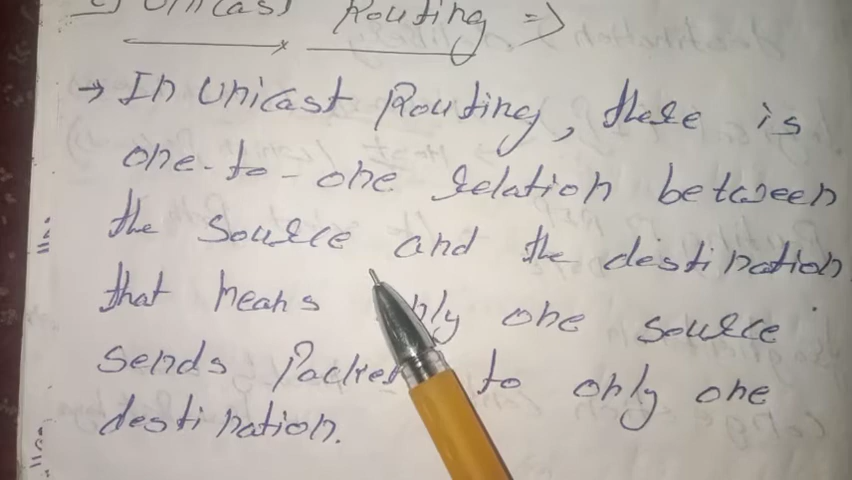 Unicast Routing =>
→ In Unicast Routing, there is
one-to-one relation between
the source and the destination
that means only one source
sends Packet to only one
destination.